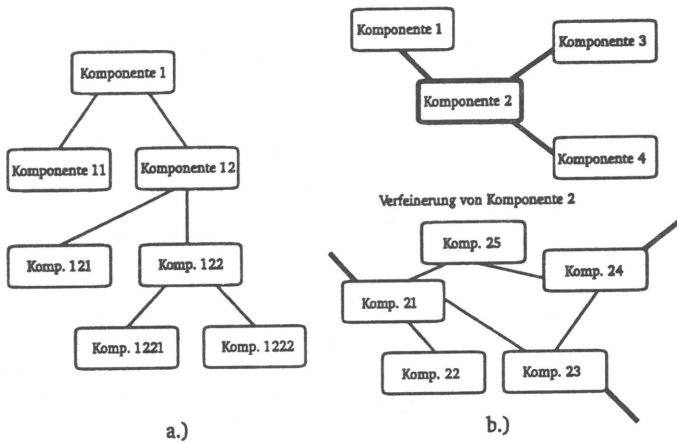 Komponente 1
Komponente 11
Komponente 12
Komp. 121
Komp. 122
Komp. 1221
Komp. 1222
a.)
Komponente 1
Komponente 3
Komponente 2
Komponente 4
Verfeinerung von Komponente 2
Komp. 25
Komp. 24
Komp. 21
Komp. 22
Komp. 23
b.)